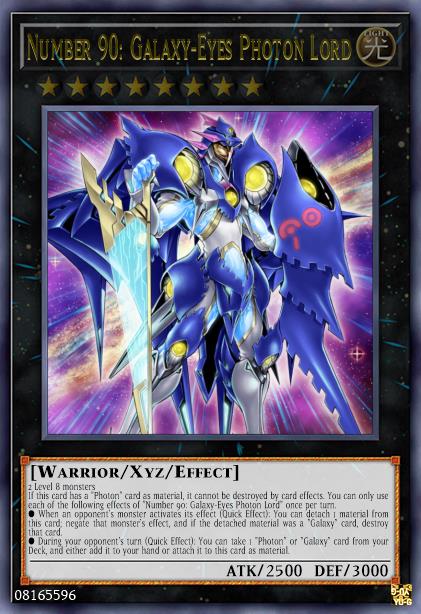 Number 90: Galaxy-Eyes Photon Lord
LIGHT
光
90
[Warrior/Xyz/Effect]
2 Level 8 monsters
If this card has a "Photon" card as material, it cannot be destroyed by card effects. You can only use
each of the following effects of "Number 90: Galaxy-Eyes Photon Lord" once per turn.
● When an opponent's monster activates its effect (Quick Effect): You can detach 1 material from
this card; negate that monster's effect, and if the detached material was a "Galaxy" card, destroy
that card.
● During your opponent's turn (Quick Effect): You can take 1 "Photon" or "Galaxy" card from your
Deck, and either add it to your hand or attach it to this card as material.
ATK/2500 DEF/3000
08165596